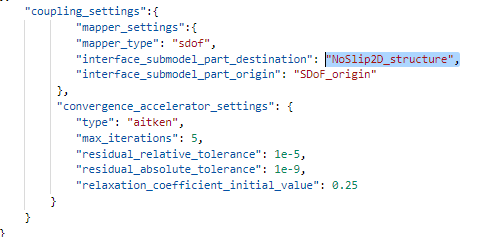 "coupling_settings":{
"mapper_settings":{
"mapper_type": "sdof",
"interface_submodel_part_destination": "NoSlip2D_structure",
"interface_submodel_part_origin": "SDoF_origin"
},
"convergence_accelerator_settings": {
"type": "aitken",
"max_iterations": 5,
"residual_relative_tolerance": 1e-5,
"residual_absolute_tolerance": 1e-9,
"relaxation_coefficient_initial_value": 0.25
}
}
}